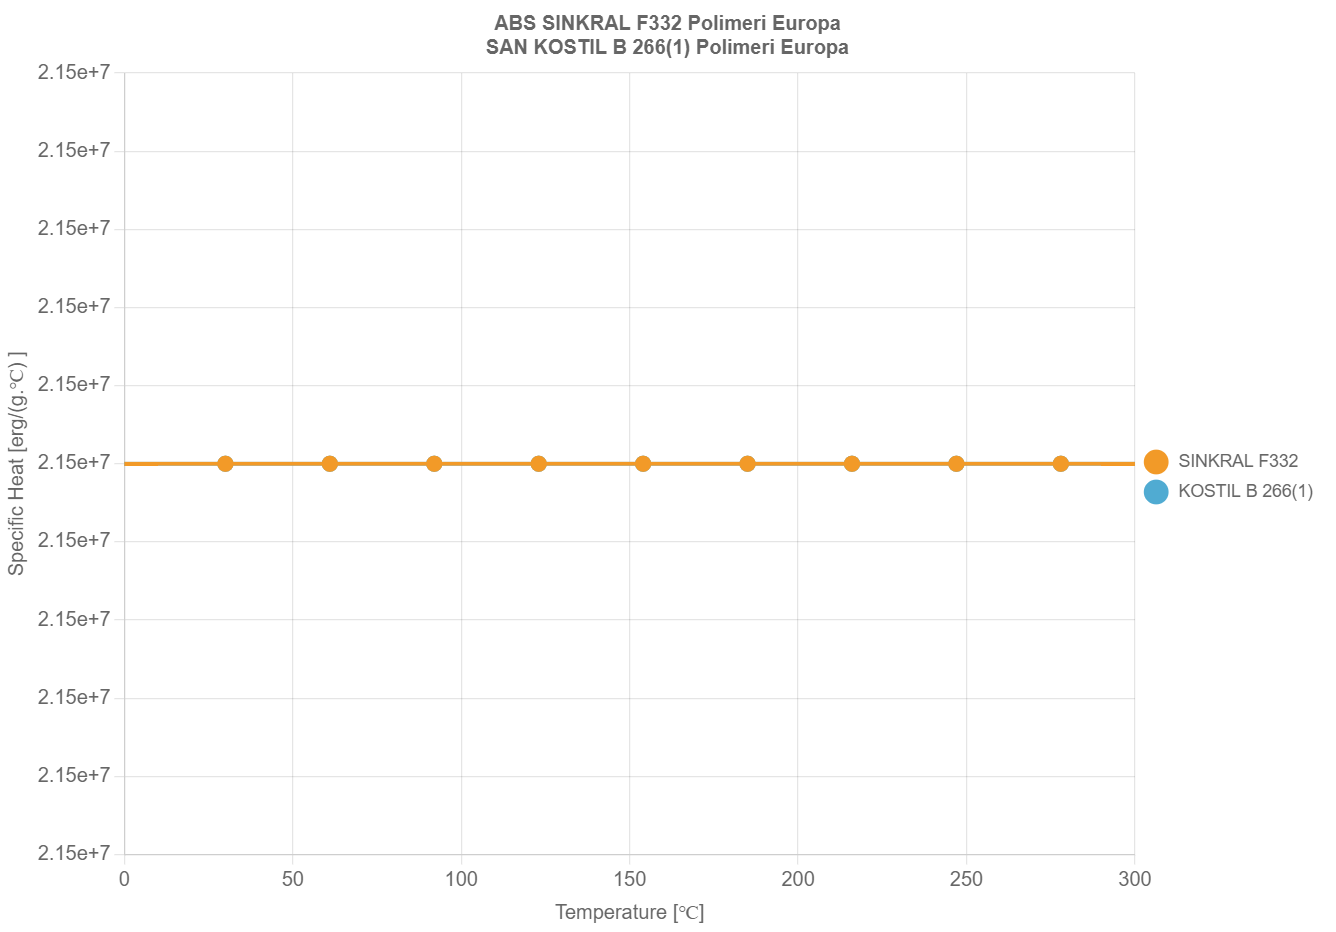 ABS SINKRAL F332 Polimeri Europa
SAN KOSTIL B 266(1) Polimeri Europa
2.15e+7
2.15e+7
2.15e+7
2.15e+7
2.15e+7
2.15e+7
2.15e+7
2.15e+7
2.15e+7
2.15e+7
2.15e+7
Specific Heat [erg/(g.℃) ]
0 50 100 150 200 250 300
Temperature [℃]
SINKRAL F332
KOSTIL B 266(1)